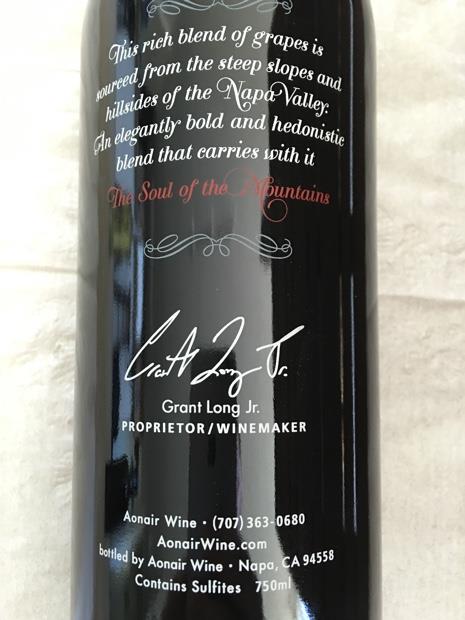 This rich blend of grapes is
sourced from the steep slopes and
hillsides of the Napa Valley.
An elegantly bold and hedonistic
blend that carries with it
The Soul of the Mountains
Grant Long Jr.
Grant Long Jr.
PROPRIETOR/WINEMAKER
Aonair Wine • (707) 363-0680
AonairWine.com
bottled by Aonair Wine • Napa, CA 94558
Contains Sulfites 750ml